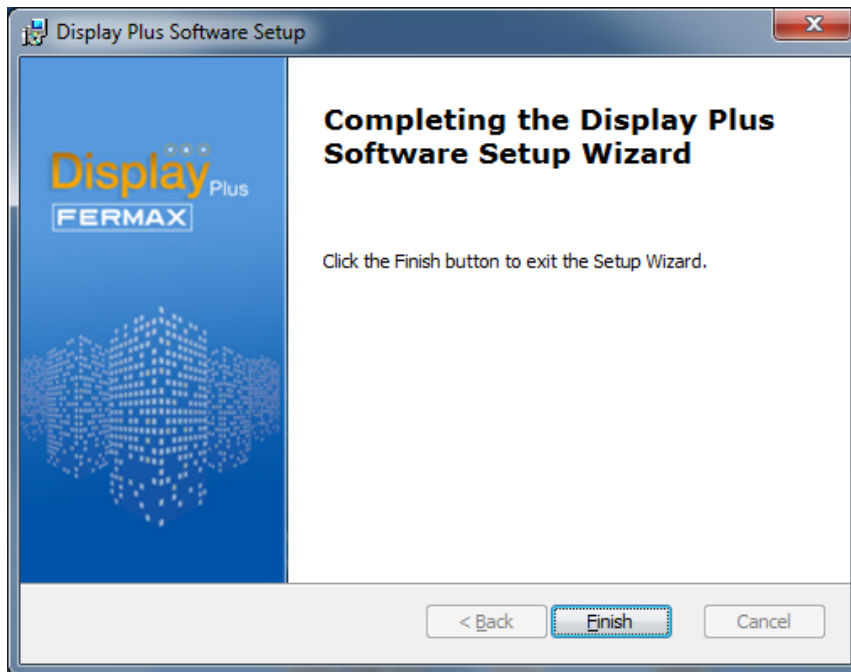 Display Plus Software Setup
X
Completing the Display Plus
Software Setup Wizard
Display Plus
FERMAX
Click the Finish button to exit the Setup Wizard.
< Back
Finish
Cancel